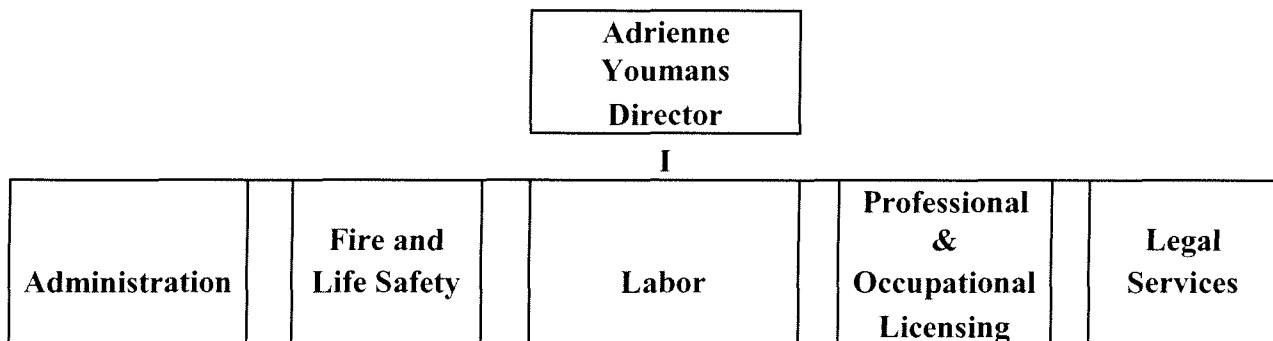 Adrienne
Youmans
Director
I
Administration
Fire and
Life Safety
Labor
Professional
&
Occupational
Licensing
Legal
Services